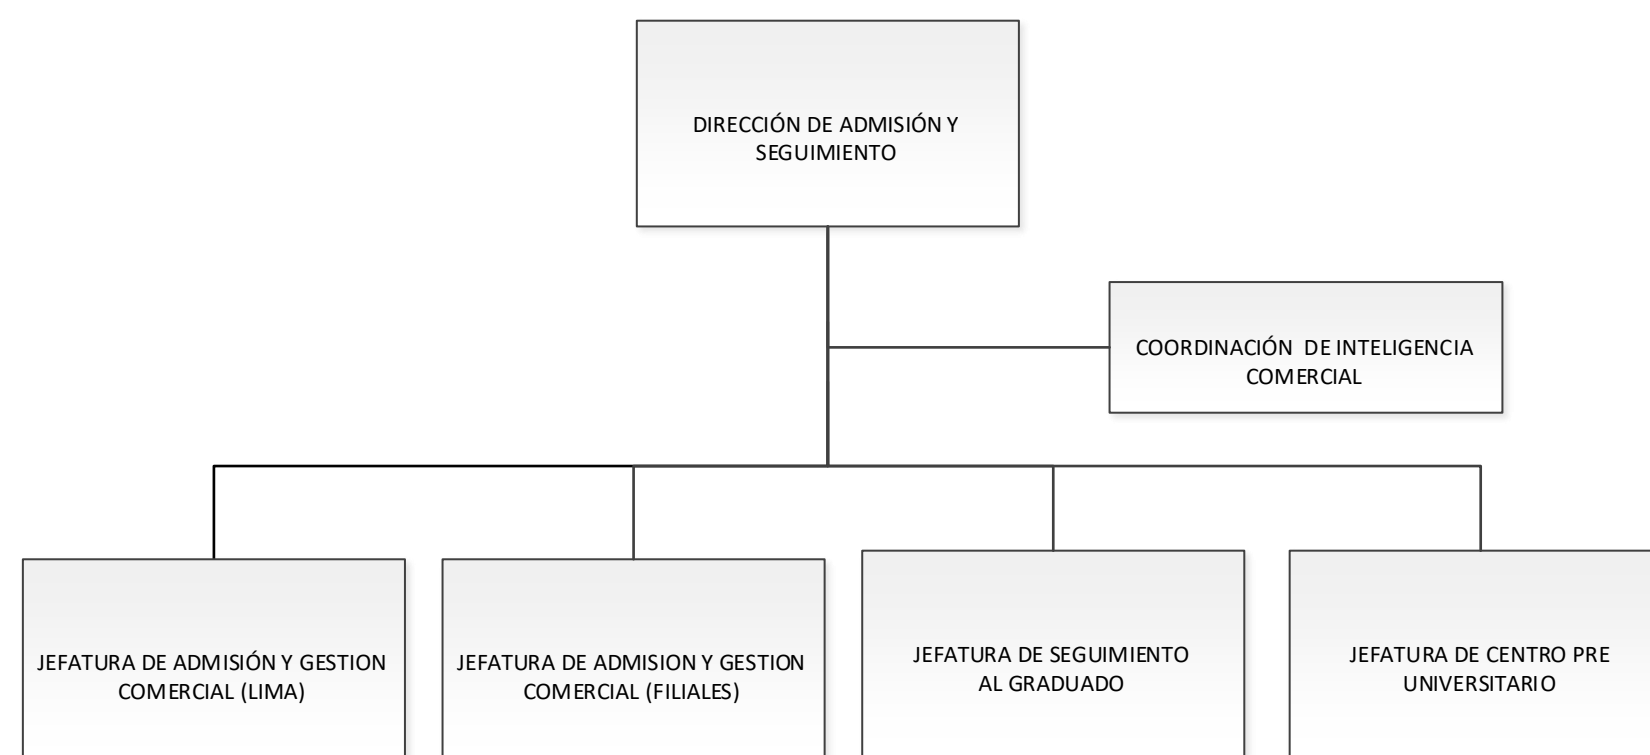 DIRECCIÓN DE ADMISIÓN Y
SEGUIMIENTO
COORDINACIÓN DE INTELIGENCIA
COMERCIAL
JEFATURA DE ADMISIÓN Y GESTION
COMERCIAL (LIMA)
JEFATURA DE ADMISION Y GESTION
COMERCIAL (FILIALES)
JEFATURA DE SEGUIMIENTO
AL GRADUADO
JEFATURA DE CENTRO PRE
UNIVERSITARIO